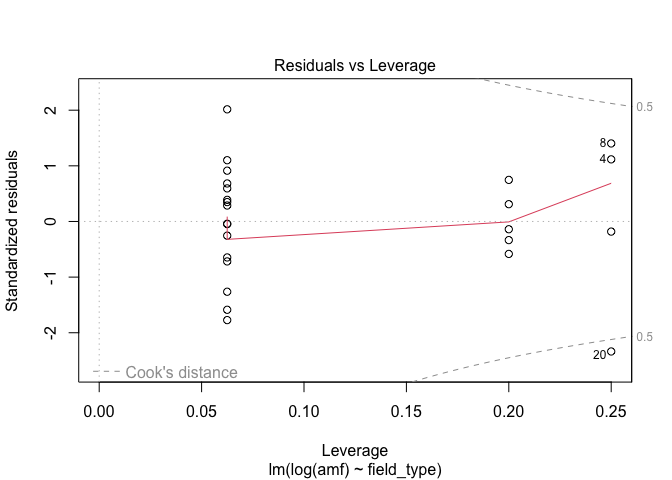 Residuals vs Leverage
Standardized residuals
2
1
0
-1
-2
0.5
0.5
8
4
20
Cook's distance
0.00 0.05 0.10 0.15 0.20 0.25
Leverage
lm(log(amf) ~ field_type)